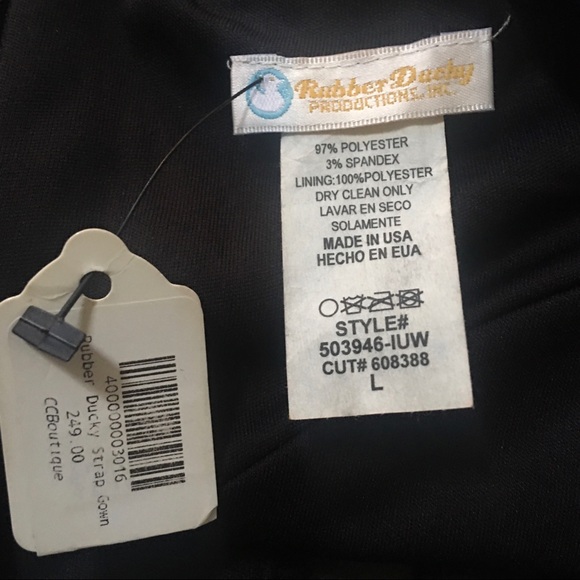 Rubber Ducky
PRODUCTIONS, INC.
97% POLYESTER
3% SPANDEX
LINING:100%POLYESTER
DRY CLEAN ONLY
LAVAR EN SECO
SOLAMENTE
MADE IN USA
HECHO EN EUA
STYLE#
503946-IUW
CUT# 608388
L
400000003016
Rubber Ducky Strap Gown
249.00
CCBoutique